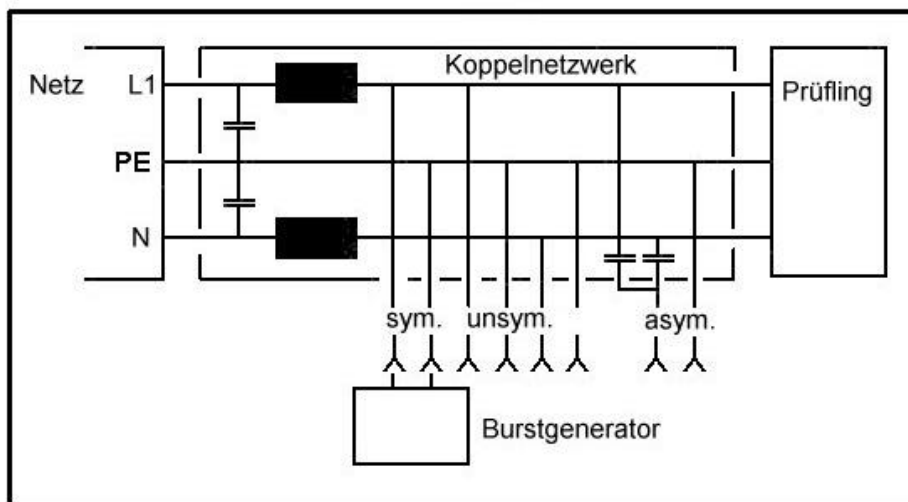 Koppelnetzwerk
Netz L1
Prüfling
PE
N
sym. unsym. asym.
Burstgenerator